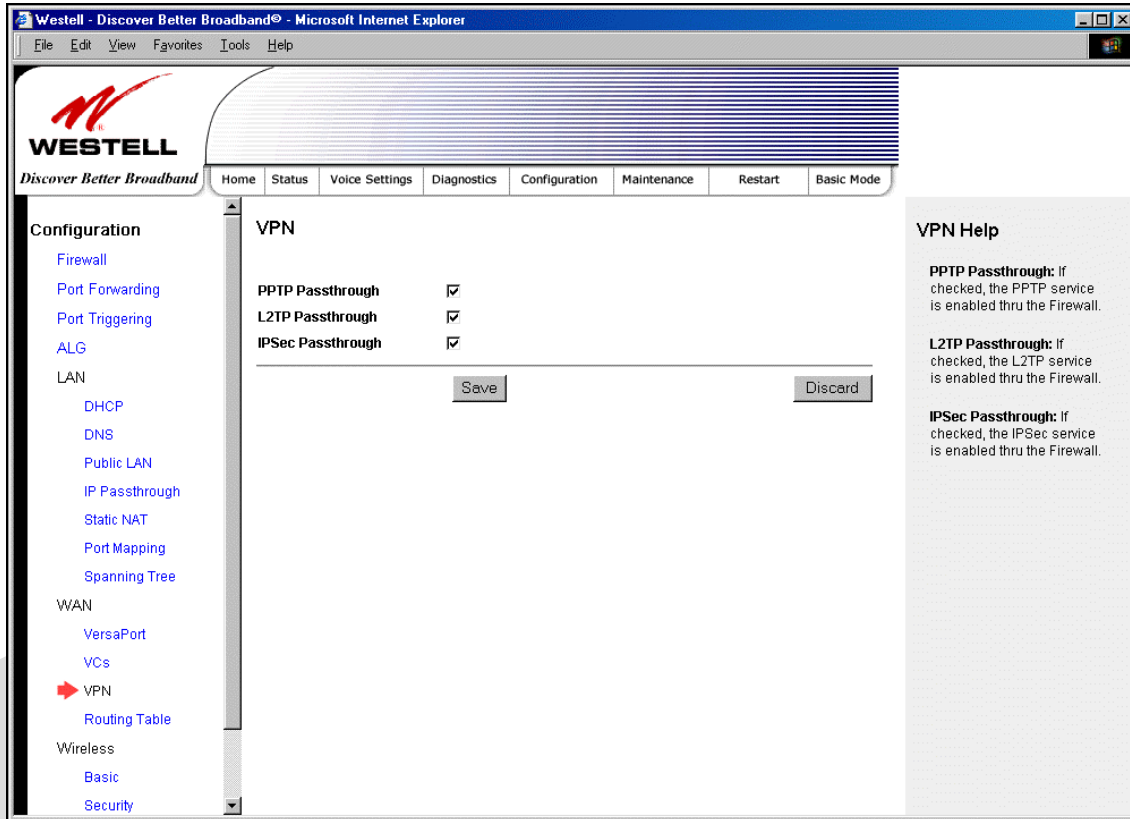 Westell - Discover Better Broadband© - Microsoft Internet Explorer
File Edit View Favorites Tools Help
WESTELL
Discover Better Broadband
Home Status Voice Settings Diagnostics Configuration Maintenance Restart Basic Mode
Configuration
Firewall
Port Forwarding
Port Triggering
ALG
LAN
DHCP
DNS
Public LAN
IP Passthrough
Static NAT
Port Mapping
Spanning Tree
WAN
VersaPort
VCs
VPN
Routing Table
Wireless
Basic
Security
VPN
PPTP Passthrough
L2TP Passthrough
IPSec Passthrough
Save Discard
VPN Help
PPTP Passthrough: If
checked, the PPTP service
is enabled thru the Firewall.
L2TP Passthrough: If
checked, the L2TP service
is enabled thru the Firewall.
IPSec Passthrough: If
checked, the IPSec service
is enabled thru the Firewall.